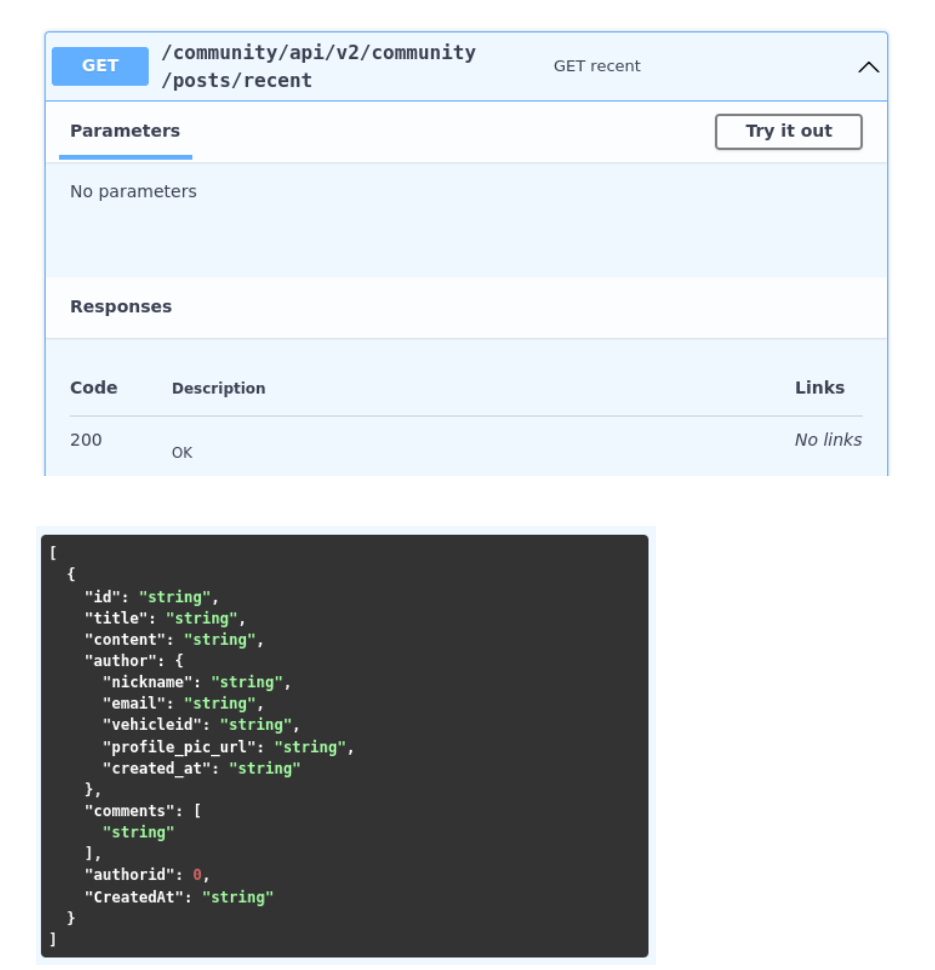 GET /community/api/v2/community GET recent
/posts/recent
Parameters Try it out
No parameters
Responses
Code Description Links
200 OK No links
[
  {
    "id": "string",
    "title": "string",
    "content": "string",
    "author": {
      "nickname": "string",
      "email": "string",
      "vehicleid": "string",
      "profile_pic_url": "string",
      "created_at": "string"
    },
    "comments": [
      "string"
    ],
    "authorid": 0,
    "CreatedAt": "string"
  }
]